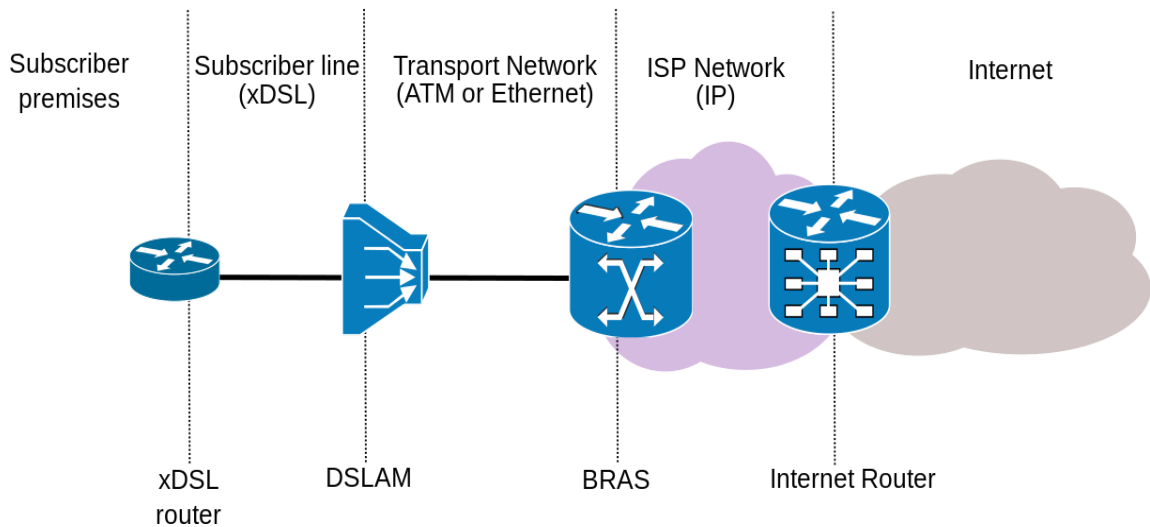 Subscriber
premises
Subscriber line
(xDSL)
Transport Network
(ATM or Ethernet)
ISP Network
(IP)
Internet
xDSL
router
DSLAM
BRAS
Internet Router